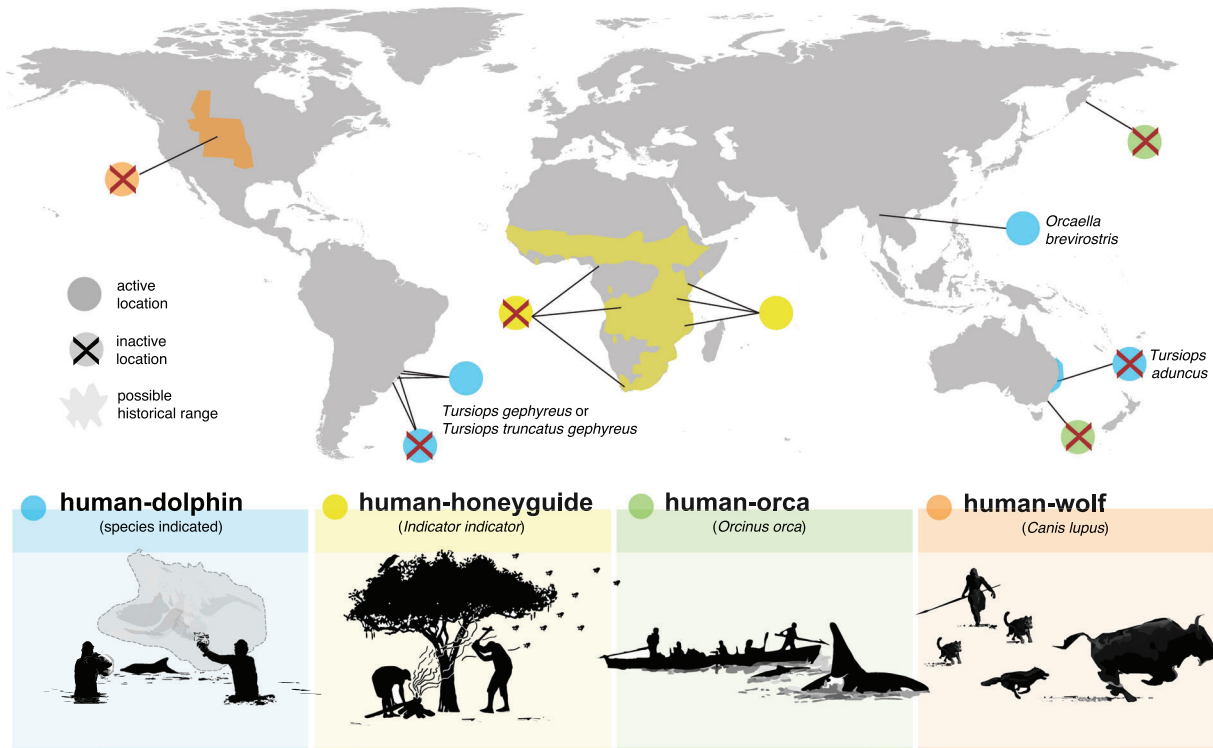 Orcaella
brevirostris
active
location
inactive
location
possible
historical range
Tursiops
aduncus
Tursiops gephyreus or
Tursiops truncatus gephyreus
human-dolphin
(species indicated)
human-honeyguide
(Indicator indicator)
human-orca
(Orcinus orca)
human-wolf
(Canis lupus)